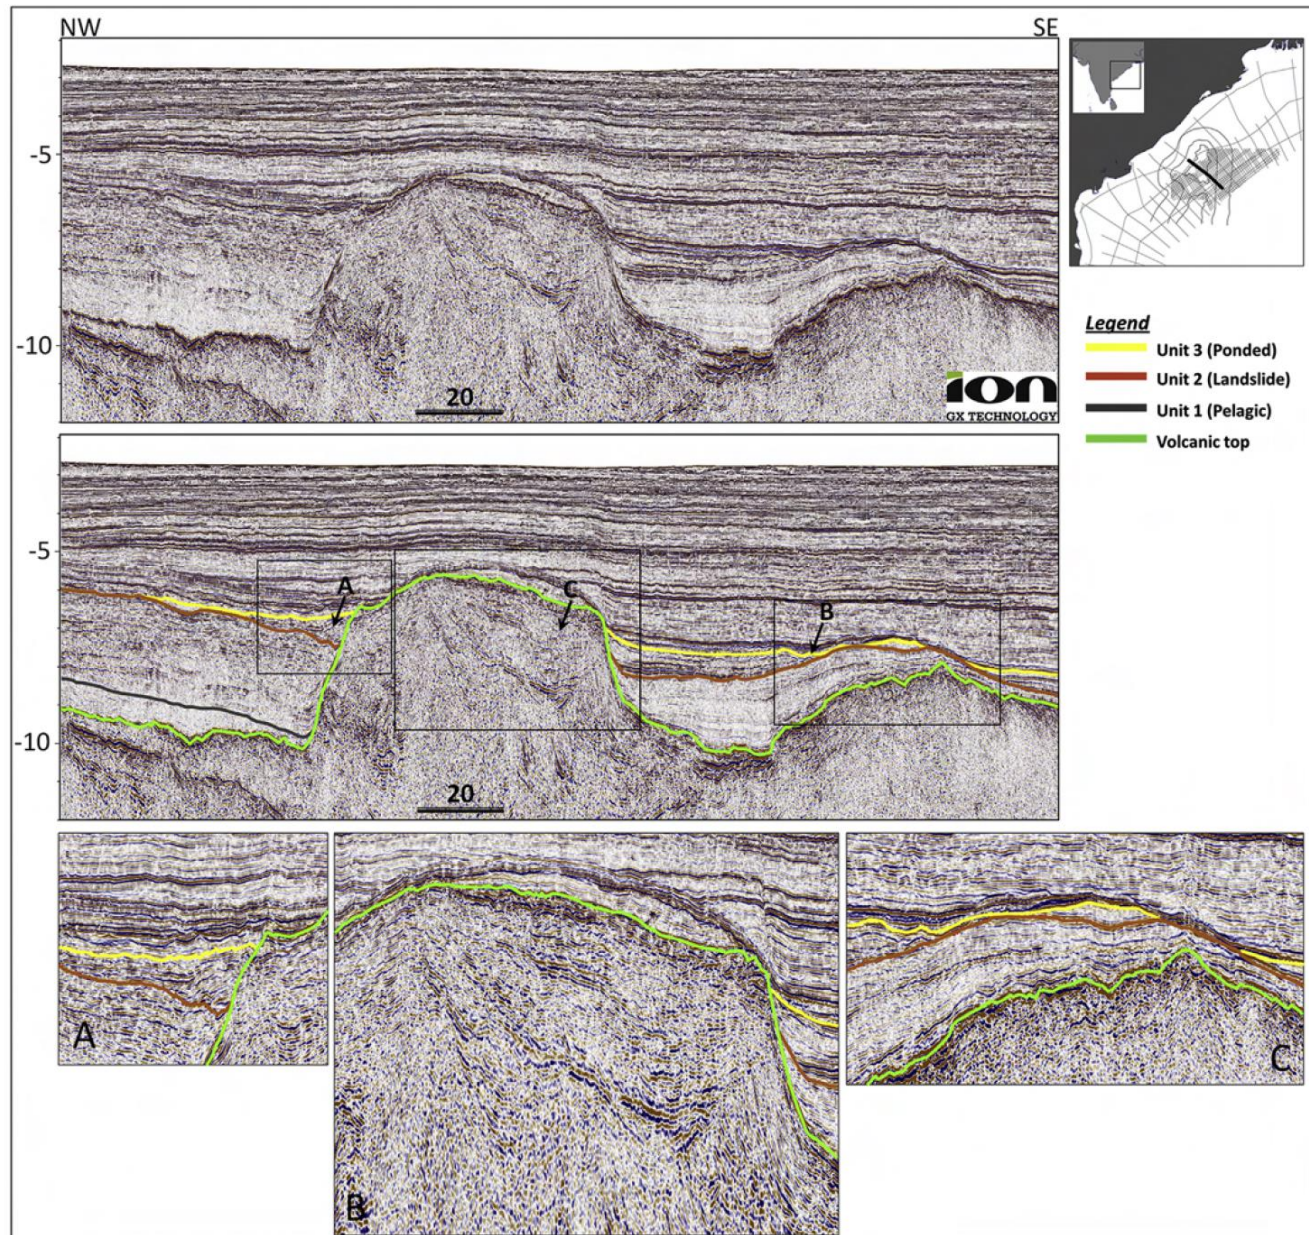 NW SE
-5
-10
20
ion
GX TECHNOLOGY
Legend
Unit 3 (Ponded)
Unit 2 (Landslide)
Unit 1 (Pelagic)
Volcanic top
-5
A
C
B
-10
20
A
B
C